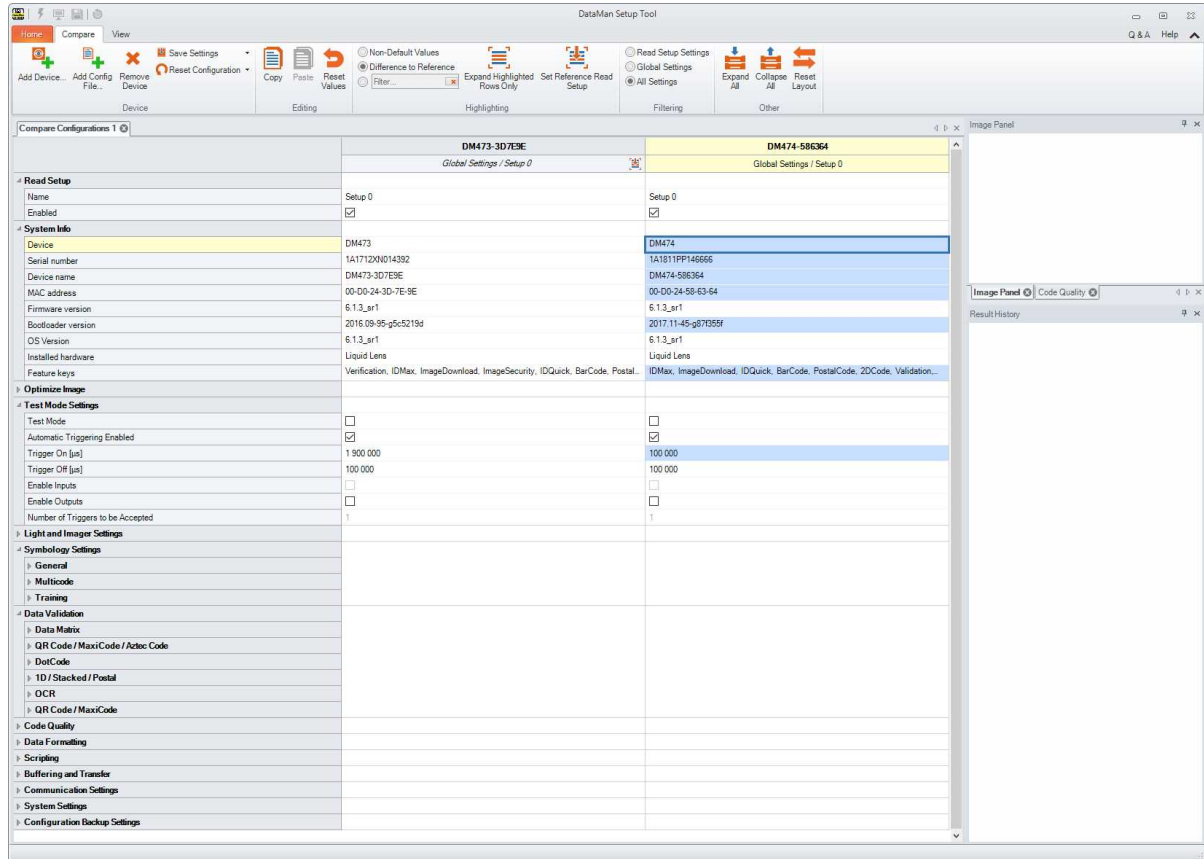 DataMan Setup Tool
Home Compare View Q & A Help
Add Device... Add Config File... Remove Device Save Settings Reset Configuration
Copy Paste Reset Values
Non-Default Values
Difference to Reference
Filter...
Expand Highlighted Rows Only Set Reference Read Setup
Read Setup Settings
Global Settings
All Settings
Expand All Collapse All Reset Layout
Device Editing Highlighting Filtering Other
Compare Configurations 1 Image Panel
DM473-3D7E9E DM474-586364
Global Settings / Setup 0 Global Settings / Setup 0
Read Setup
Name Setup 0 Setup 0
Enabled
System Info
Device DM473 DM474
Serial number 1A1712XN014392 1A1811PP146666
Device name DM473-3D7E9E DM474-586364
MAC address 00-D0-24-3D-7E-9E 00-D0-24-58-63-64
Image Panel Code Quality
Firmware version 6.1.3_sr1 6.1.3_sr1
Result History
Bootloader version 2016.09-95-g5c5219d 2017.11-45-g87f355f
OS Version 6.1.3_sr1 6.1.3_sr1
Installed hardware Liquid Lens Liquid Lens
Feature keys Verification, IDMax, ImageDownload, ImageSecurity, IDQuick, BarCode, Postal... IDMax, ImageDownload, IDQuick, BarCode, PostalCode, 2DCode, Validation,...
Optimize Image
Test Mode Settings
Test Mode
Automatic Triggering Enabled
Trigger On [µs] 1 900 000 100 000
Trigger Off [µs] 100 000 100 000
Enable Inputs
Enable Outputs
Number of Triggers to be Accepted 1 1
Light and Imager Settings
Symbology Settings
General
Multicode
Training
Data Validation
Data Matrix
QR Code / MaxiCode / Aztec Code
DotCode
1D / Stacked / Postal
OCR
QR Code / MaxiCode
Code Quality
Data Formatting
Scripting
Buffering and Transfer
Communication Settings
System Settings
Configuration Backup Settings